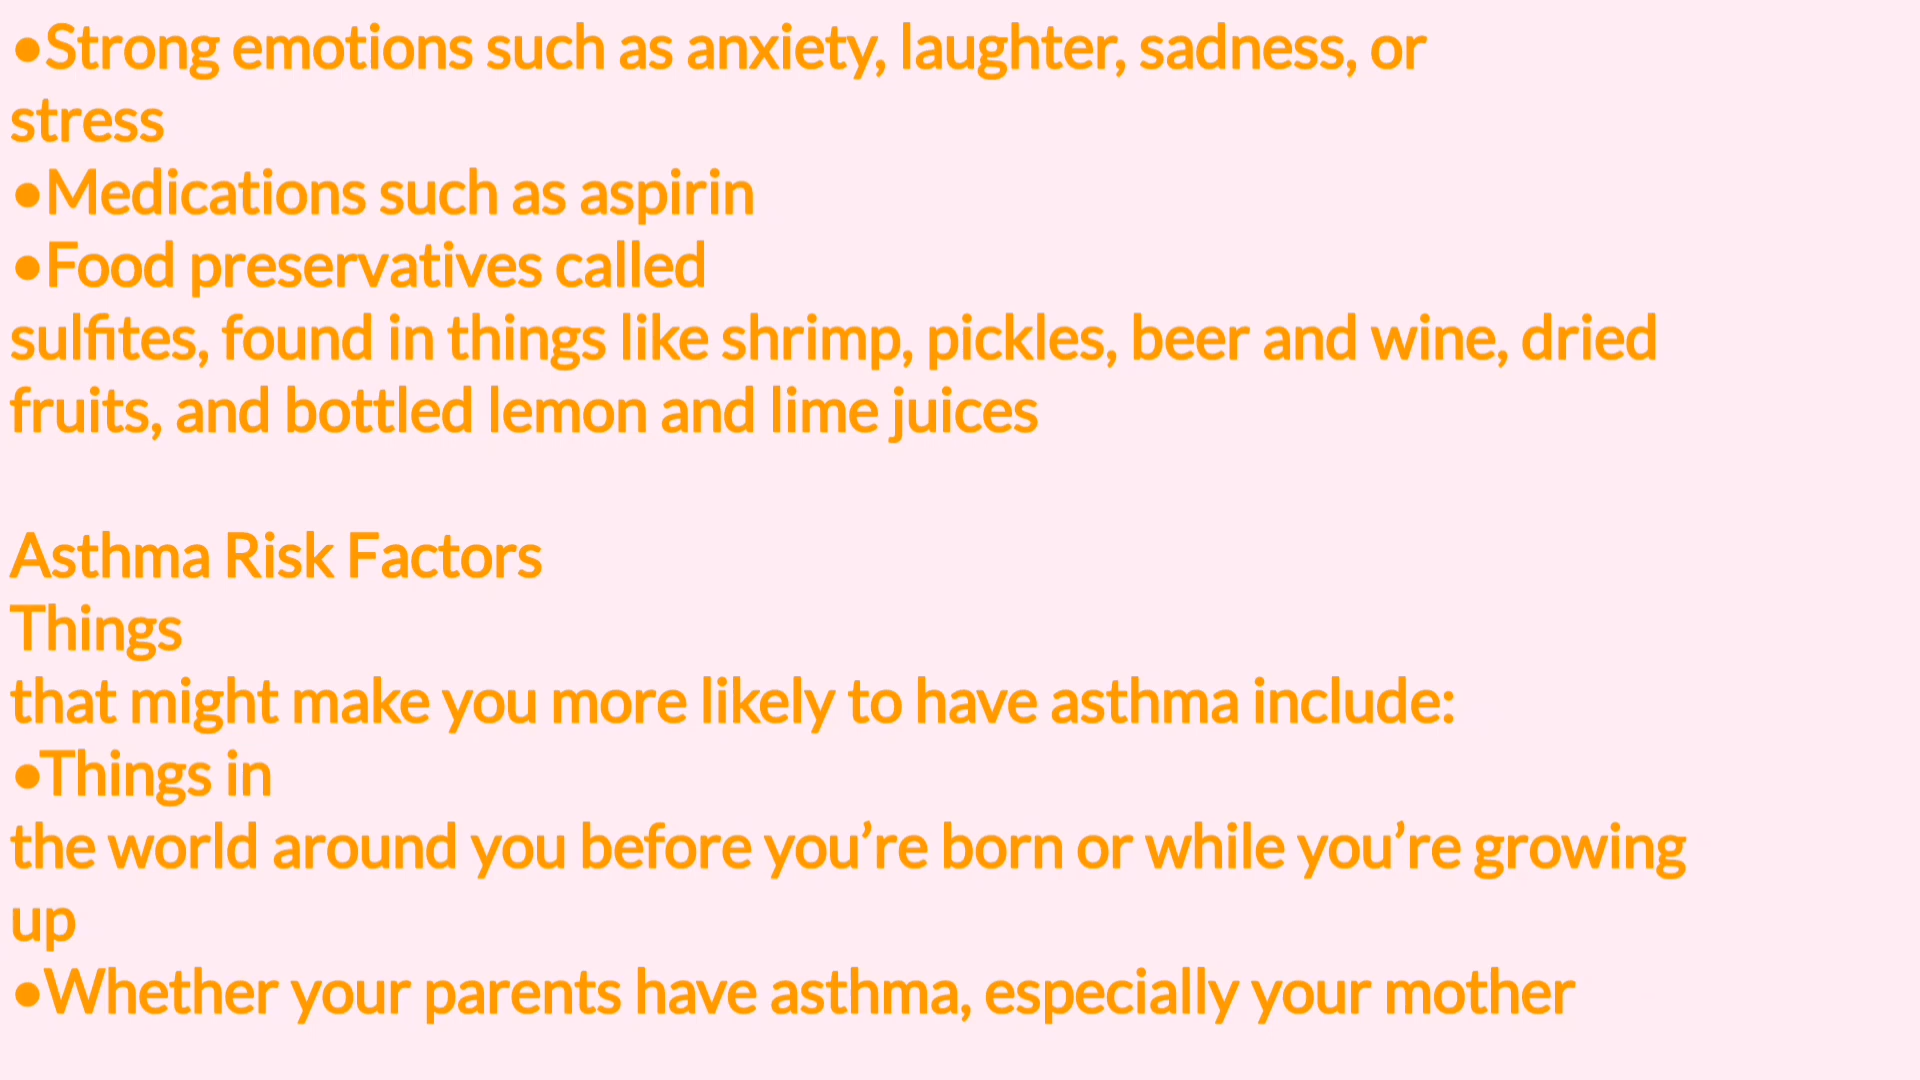 •Strong emotions such as anxiety, laughter, sadness, or
stress
•Medications such as aspirin
•Food preservatives called
sulfites, found in things like shrimp, pickles, beer and wine, dried
fruits, and bottled lemon and lime juices
Asthma Risk Factors
Things
that might make you more likely to have asthma include:
•Things in
the world around you before you’re born or while you’re growing
up
•Whether your parents have asthma, especially your mother